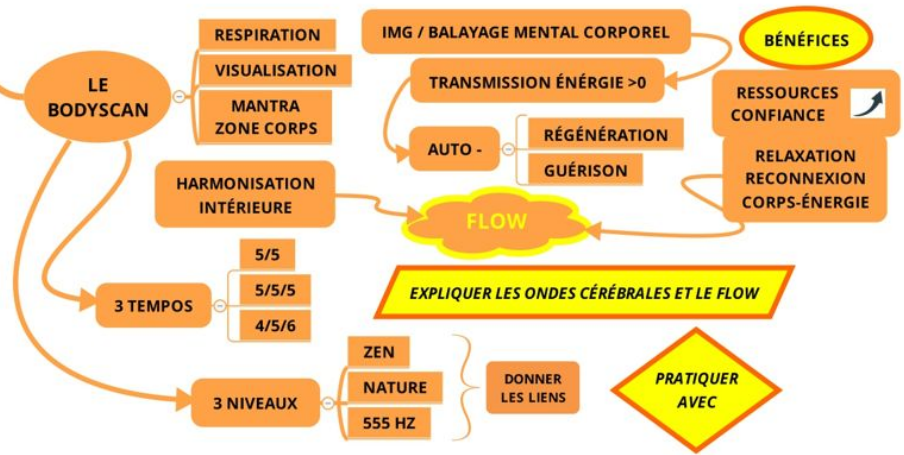 LE
BODYSCAN
RESPIRATION
VISUALISATION
MANTRA
ZONE CORPS
IMG / BALAYAGE MENTAL CORPOREL
TRANSMISSION ÉNÉRGIE >0
AUTO -
RÉGÉNÉRATION
GUÉRISON
BÉNÉFICES
RESSOURCES
CONFIANCE
RELAXATION
RECONNEXION
CORPS-ÉNERGIE
HARMONISATION
INTÉRIEURE
FLOW
3 TEMPOS
5/5
5/5/5
4/5/6
EXPLIQUER LES ONDES CÉRÉBRALES ET LE FLOW
3 NIVEAUX
ZEN
NATURE
555 HZ
DONNER
LES LIENS
PRATIQUER
AVEC